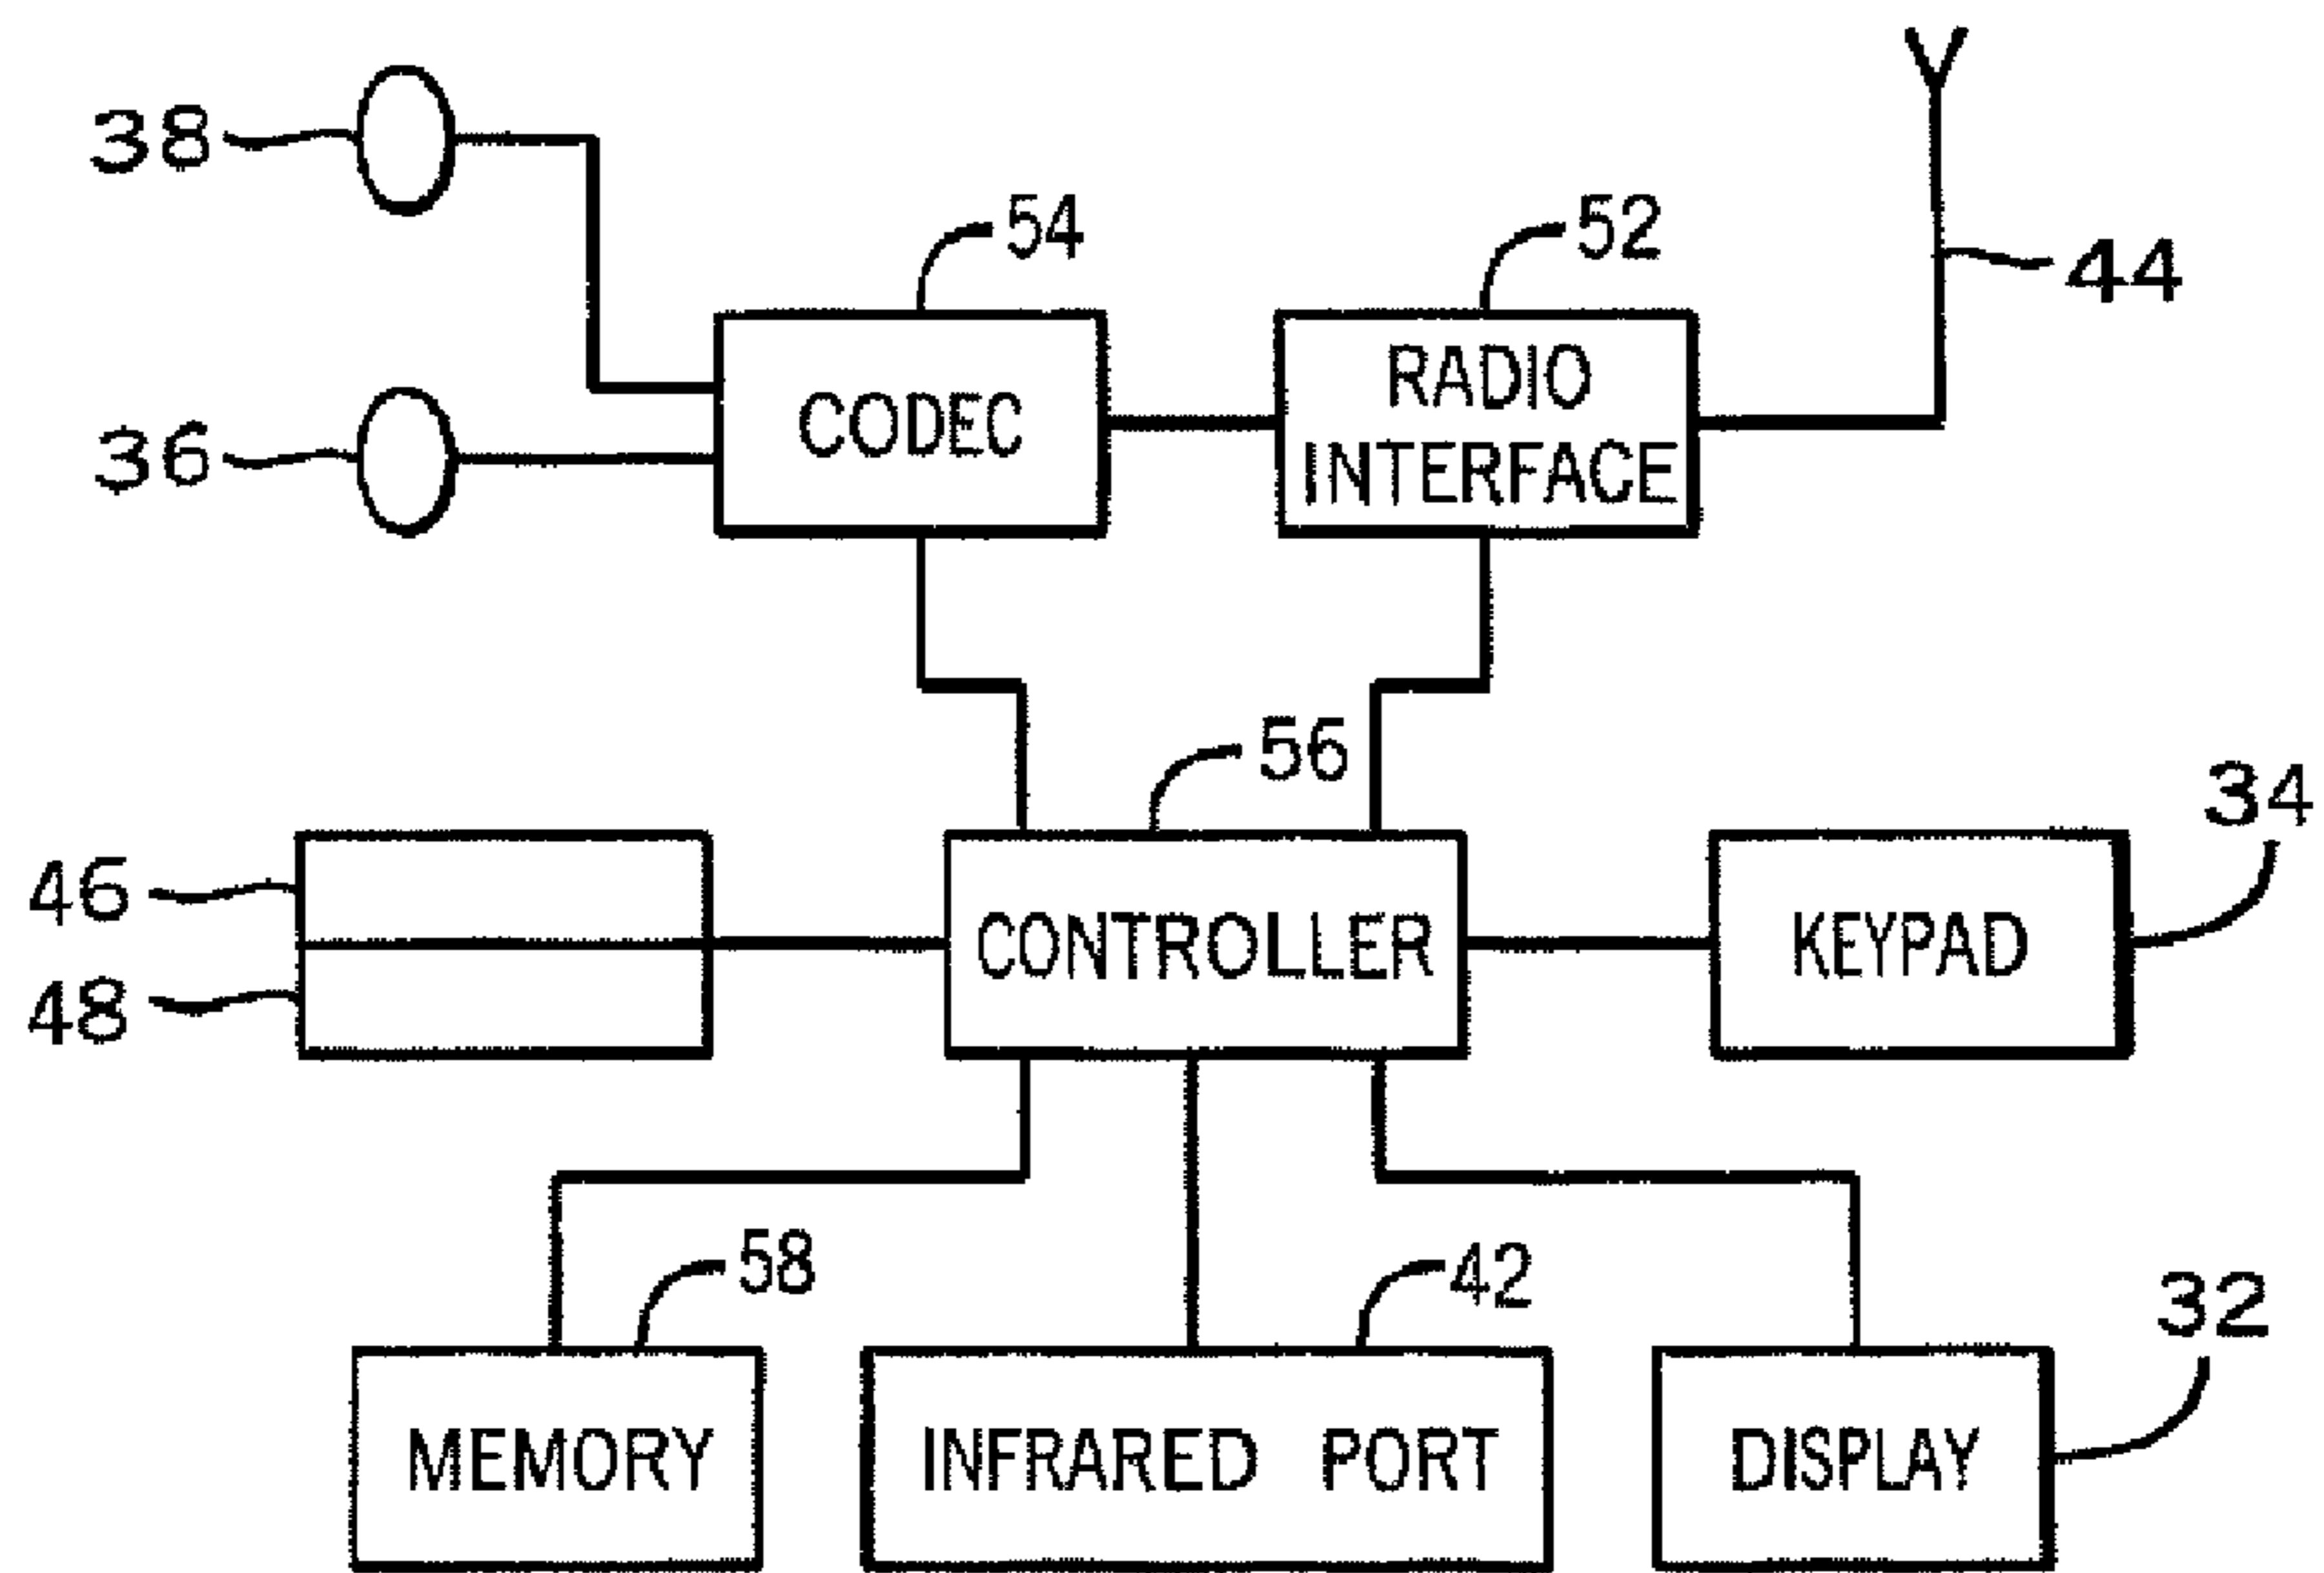 38
54
52
44
CODEC
RADIO
INTERFACE
36
56
34
46
CONTROLLER
KEYPAD
48
58
42
32
MEMORY
INFRARED PORT
DISPLAY